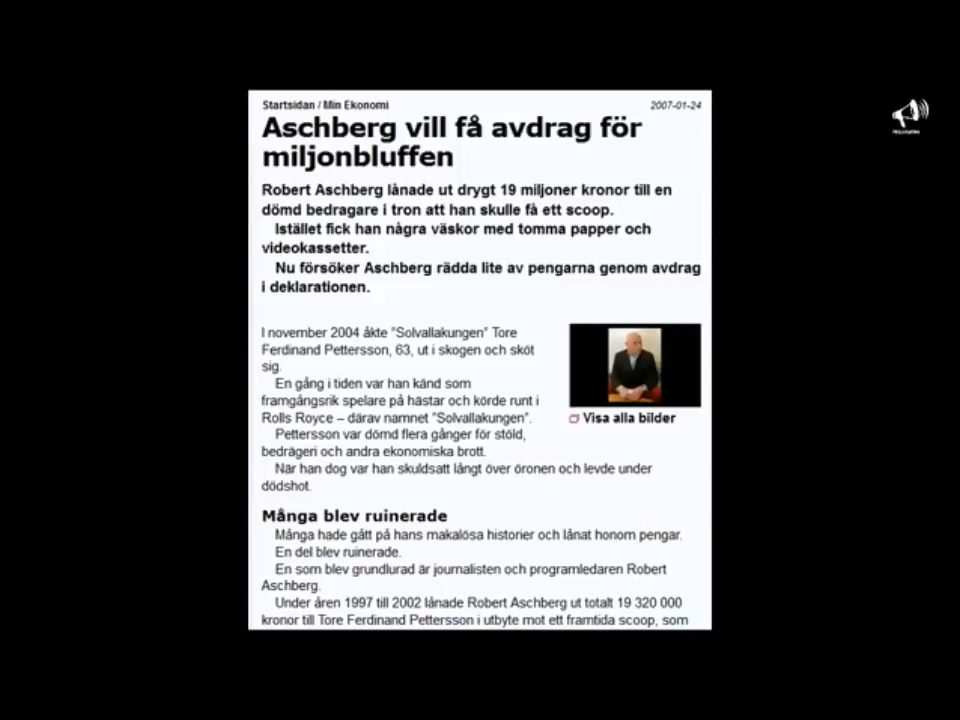 Startsidan / Min Ekonomi 2007-01-24
Aschberg vill få avdrag för
miljonbluffen
Robert Aschberg lånade ut drygt 19 miljoner kronor till en
dömd bedragare i tron att han skulle få ett scoop.
Istället fick han några väskor med tomma papper och
videokassetter.
Nu försöker Aschberg rädda lite av pengarna genom avdrag
i deklarationen.
I november 2004 åkte "Solvallakungen" Tore
Ferdinand Pettersson, 63, ut i skogen och sköt
sig.
En gång i tiden var han känd som
framgångsrik spelare på hästar och körde runt i
Rolls Royce – därav namnet "Solvallakungen".
Pettersson var dömd flera gånger för stöld,
bedrägeri och andra ekonomiska brott.
När han dog var han skuldsatt långt över öronen och levde under
dödshot.
Visa alla bilder
Många blev ruinerade
Många hade gått på hans makalösa historier och lånat honom pengar.
En del blev ruinerade.
En som blev grundlurad är journalisten och programledaren Robert
Aschberg.
Under åren 1997 till 2002 lånade Robert Aschberg ut totalt 19 320 000
kronor till Tore Ferdinand Pettersson i utbyte mot ett framtida scoop, som